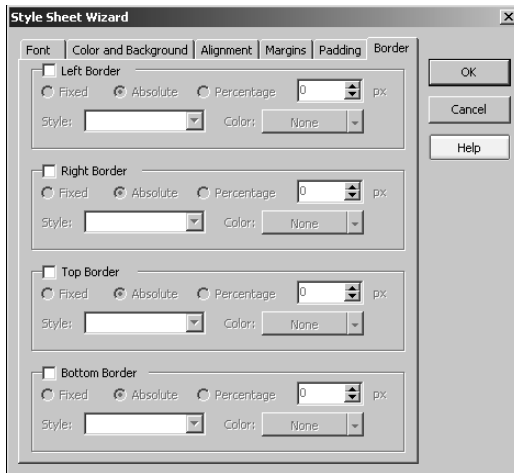 Style Sheet Wizard
Font Color and Background Alignment Margins Padding Border
Left Border
Fixed Absolute Percentage 0 px
Style: Color: None
Right Border
Fixed Absolute Percentage 0 px
Style: Color: None
Top Border
Fixed Absolute Percentage 0 px
Style: Color: None
Bottom Border
Fixed Absolute Percentage 0 px
Style: Color: None
OK
Cancel
Help